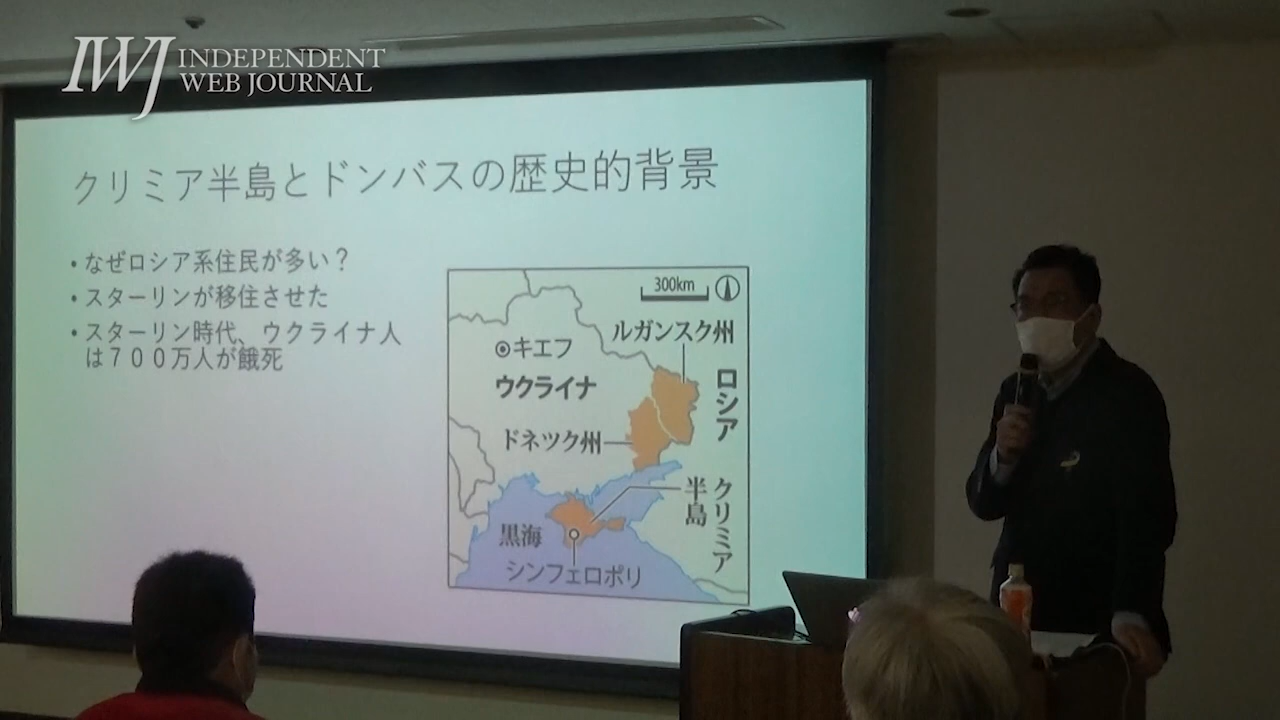 IWJ INDEPENDENT
WEB JOURNAL
クリミア半島とドンバスの歴史的背景
・なぜロシア系住民が多い？
・スターリンが移住させた
・スターリン時代、ウクライナ人
は７００万人が餓死
300km
ルガンスク州
キエフ
ウクライナ
ロシア
ドネツク州
クリミア
半島
黒海
シンフェロポリ